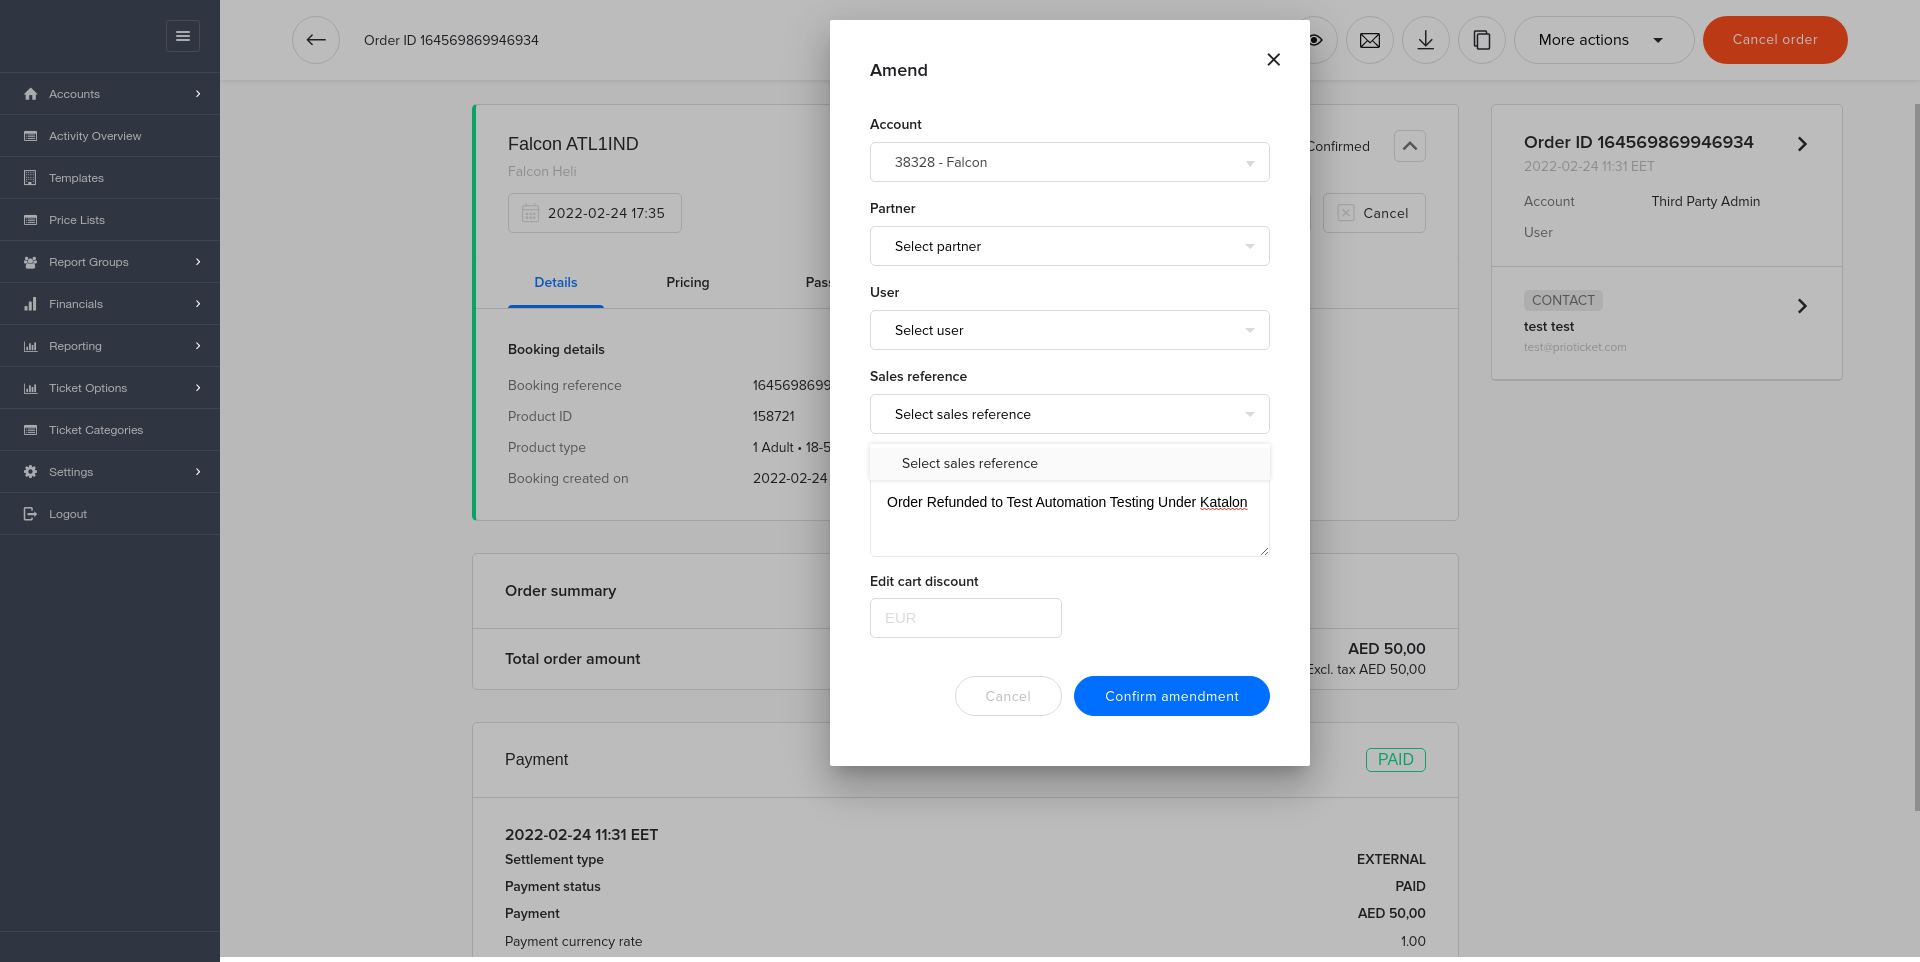 Order ID 164569869946934
More actions
Cancel order
Accounts
Activity Overview
Templates
Price Lists
Report Groups
Financials
Reporting
Ticket Options
Ticket Categories
Settings
Logout
Falcon ATL1IND
Falcon Heli
2022-02-24 17:35
Confirmed
Cancel
Details
Pricing
Booking details
Booking reference
1645698699
Product ID
158721
Product type
1 Adult • 18-5
Booking created on
2022-02-24
Order summary
Total order amount
AED 50,00
Excl. tax AED 50,00
Payment
PAID
2022-02-24 11:31 EET
Settlement type
EXTERNAL
Payment status
PAID
Payment
AED 50,00
Payment currency rate
1.00
Amend
Account
38328 - Falcon
Partner
Select partner
User
Select user
Sales reference
Select sales reference
Select sales reference
Order Refunded to Test Automation Testing Under Katalon
Edit cart discount
EUR
Cancel
Confirm amendment
Order ID 164569869946934
2022-02-24 11:31 EET
Account
Third Party Admin
User
CONTACT
test test
test@prioticket.com